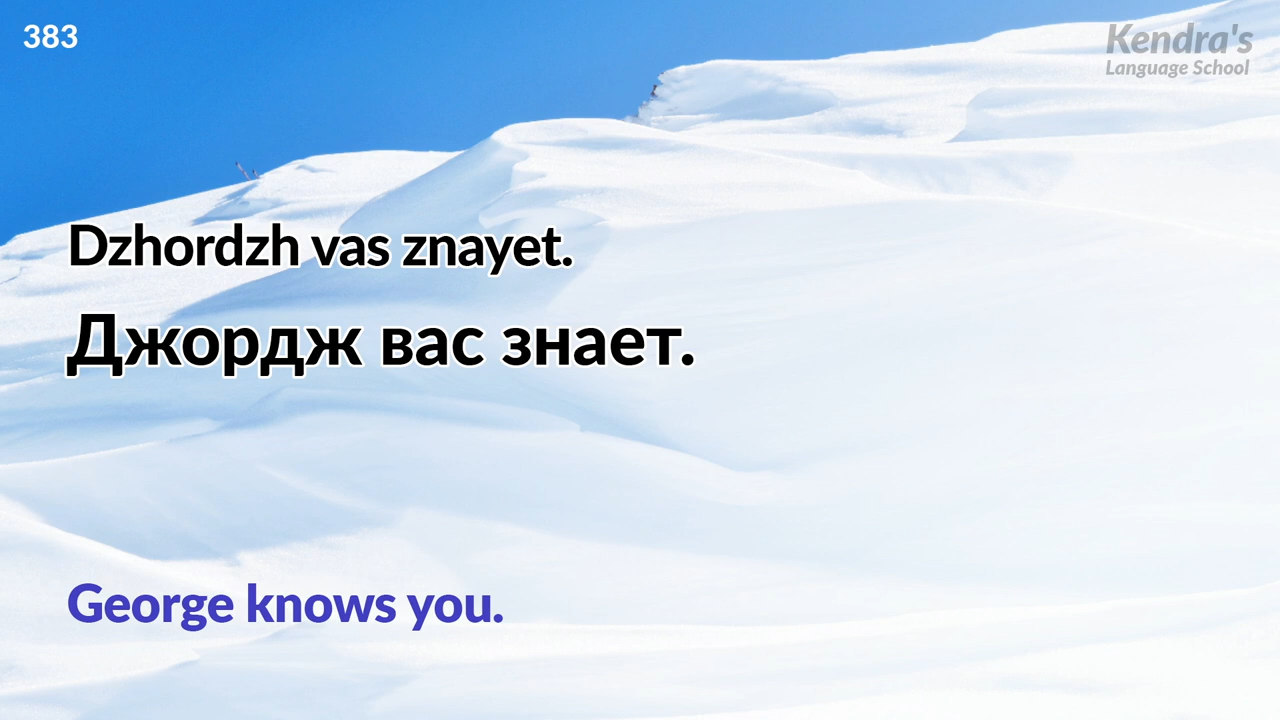 383
Kendra's
Language School
Dzhordzh vas znayet.
Джордж вас знает.
George knows you.